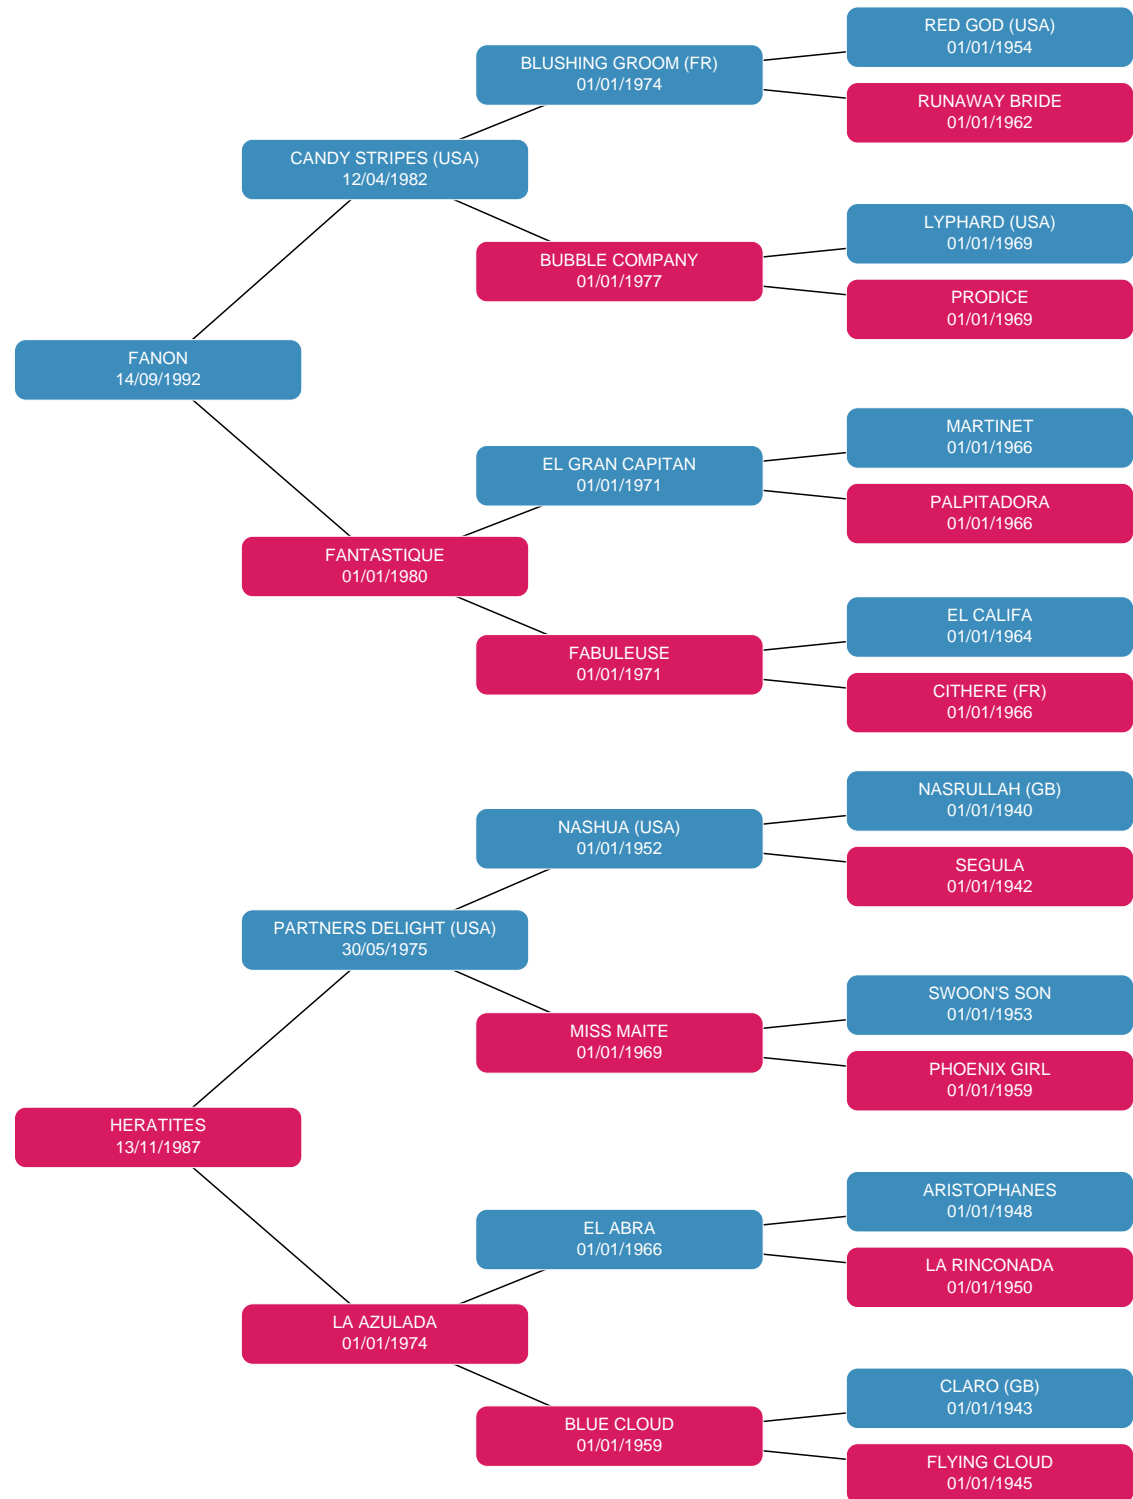 RED GOD (USA)
01/01/1954
BLUSHING GROOM (FR)
01/01/1974
RUNAWAY BRIDE
01/01/1962
CANDY STRIPES (USA)
12/04/1982
LYPHARD (USA)
01/01/1969
BUBBLE COMPANY
01/01/1977
PRODICE
01/01/1969
FANON
14/09/1992
MARTINET
01/01/1966
EL GRAN CAPITAN
01/01/1971
PALPITADORA
01/01/1966
FANTASTIQUE
01/01/1980
EL CALIFA
01/01/1964
FABULEUSE
01/01/1971
CITHERE (FR)
01/01/1966
NASRULLAH (GB)
01/01/1940
NASHUA (USA)
01/01/1952
SEGULA
01/01/1942
PARTNERS DELIGHT (USA)
30/05/1975
SWOON'S SON
01/01/1953
MISS MAITE
01/01/1969
PHOENIX GIRL
01/01/1959
HERATITES
13/11/1987
ARISTOPHANES
01/01/1948
EL ABRA
01/01/1966
LA RINCONADA
01/01/1950
LA AZULADA
01/01/1974
CLARO (GB)
01/01/1943
BLUE CLOUD
01/01/1959
FLYING CLOUD
01/01/1945